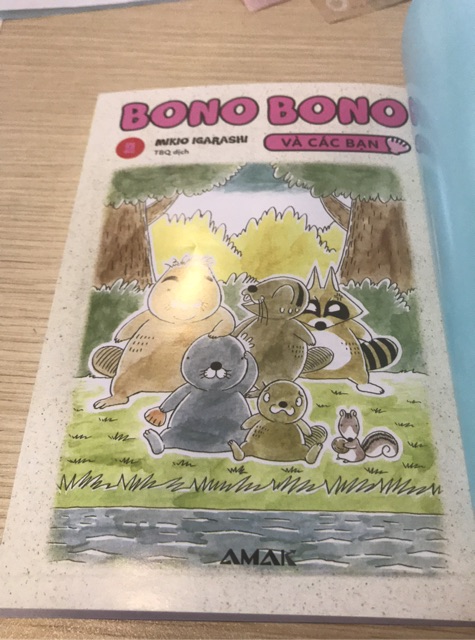 BONO BONO
MIKIO IGARASHI
TBQ dịch
VÀ CÁC BẠN
AMAK